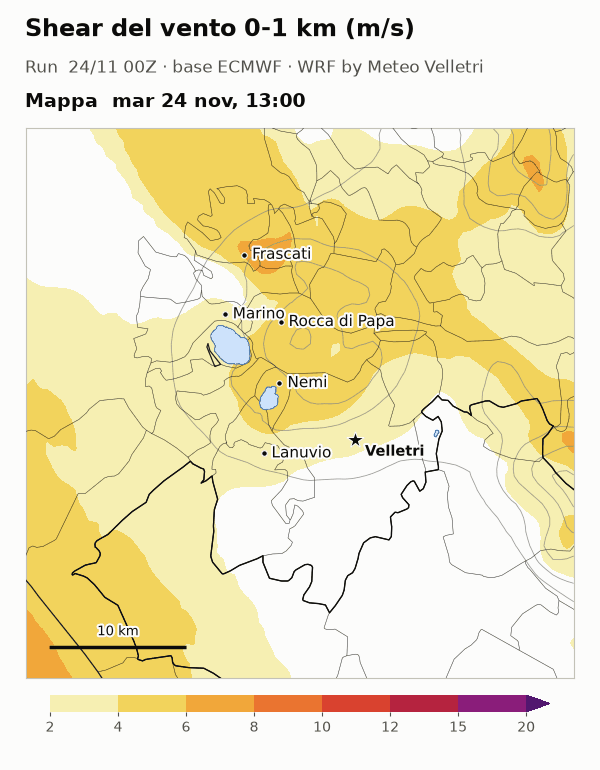 Shear del vento 0-1 km (m/s)
Run  24/11 00Z · base ECMWF · WRF by Meteo Velletri
Mappa  mar 24 nov, 13:00
Frascati
Marino
Rocca di Papa
Nemi
Velletri
Lanuvio
10 km
2 4 6 8 10 12 15 20